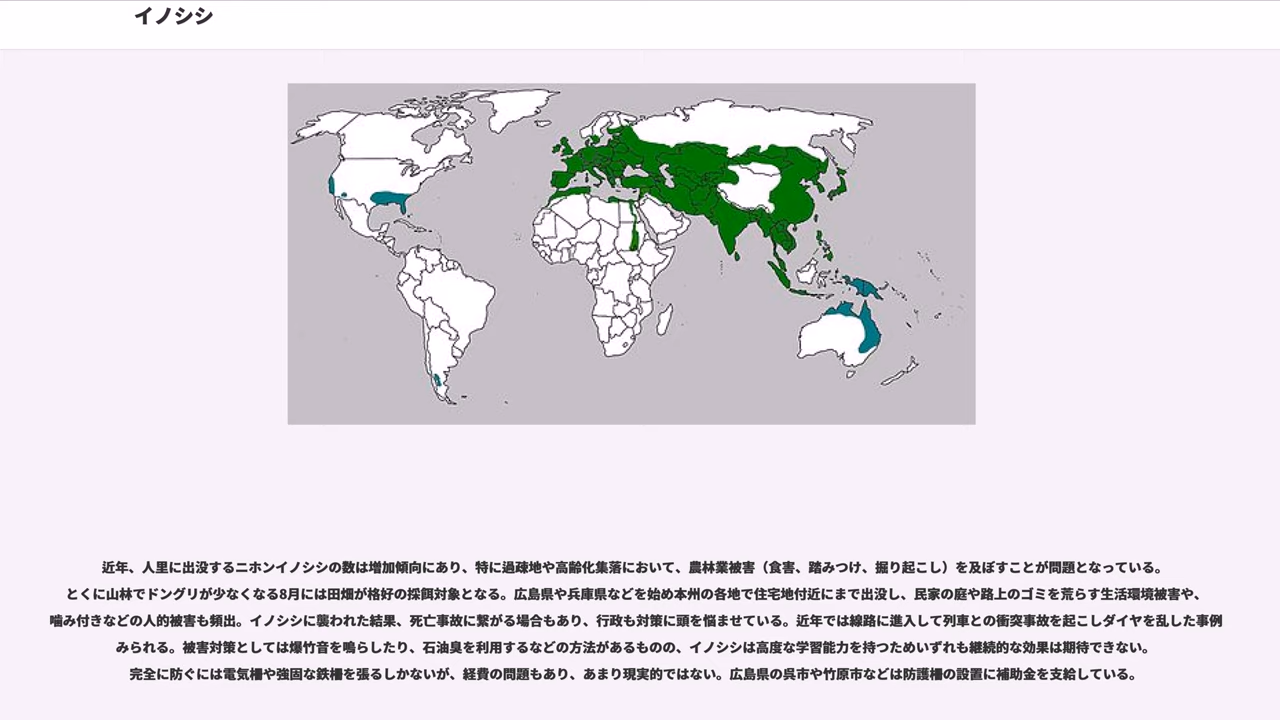 イノシシ
近年、人里に出没するニホンイノシシの数は増加傾向にあり、特に過疎地や高齢化集落において、農林業被害（食害、踏みつけ、掘り起こし）を及ぼすことが問題となっている。
とくに山林でドングリが少なくなる8月には田畑が格好の採餌対象となる。広島県や兵庫県などを始め本州の各地で住宅地付近にまで出没し、民家の庭や路上のゴミを荒らす生活環境被害や、
噛み付きなどの人的被害も頻出。イノシシに襲われた結果、死亡事故に繋がる場合もあり、行政も対策に頭を悩ませている。近年では線路に進入して列車との衝突事故を起こしダイヤを乱した事例
みられる。被害対策としては爆竹音を鳴らしたり、石油臭を利用するなどの方法があるものの、イノシシは高度な学習能力を持つためいずれも継続的な効果は期待できない。
完全に防ぐには電気柵や強固な鉄柵を張るしかないが、経費の問題もあり、あまり現実的ではない。広島県の呉市や竹原市などは防護柵の設置に補助金を支給している。